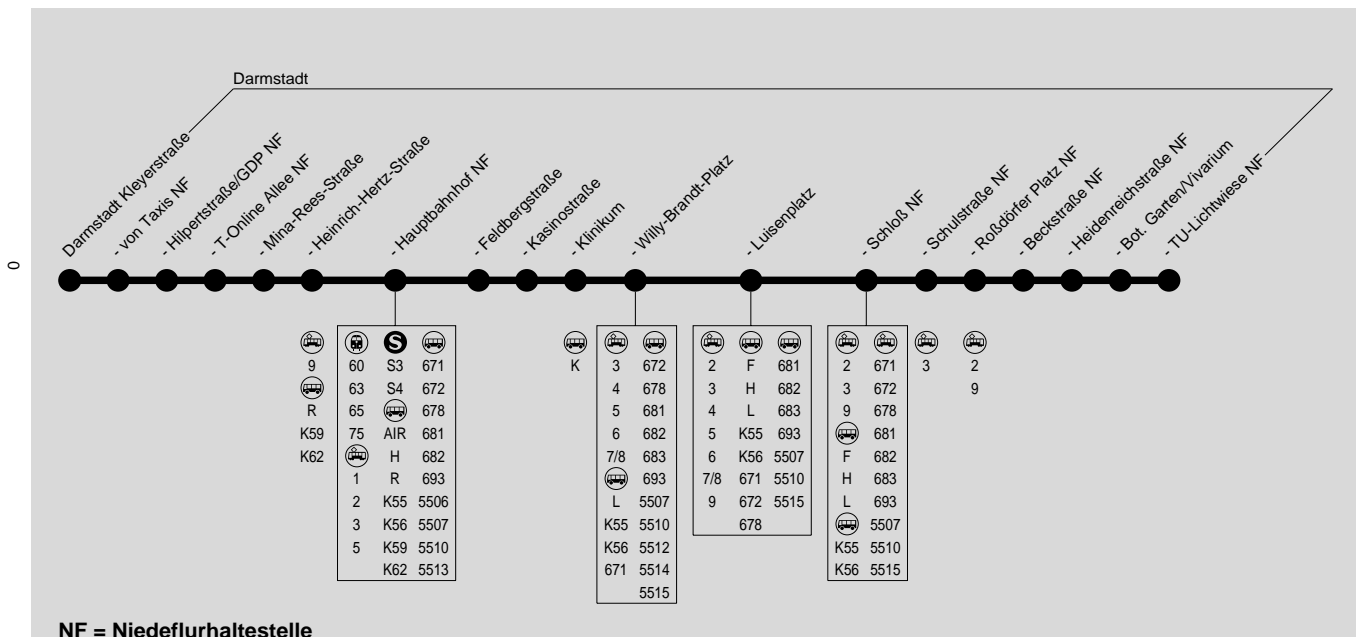 Darmstadt
Darmstadt Kleyerstraße
- von Taxis NF
- Hilpertstraße/GDP NF
- T-Online Allee NF
- Mina-Rees-Straße
- Heinrich-Hertz-Straße
- Hauptbahnhof NF
- Feldbergstraße
- Kasinostraße
- Klinikum
- Willy-Brandt-Platz
- Luisenplatz
- Schloß NF
- Schulstraße NF
- Roßdörfer Platz NF
- Beckstraße NF
- Heidenreichstraße NF
- Bot. Garten/Vivarium
- TU-Lichtwiese NF
0
S
9 60 S3 671 K 3 672 2 F 681 2 671 3 2
63 S4 672 4 678 3 H 682 3 672 9
R 65 678 5 681 4 L 683 9 678
K59 75 AIR 681 6 682 5 K55 693 681
K62 H 682 7/8 683 6 K56 5507 F 682
1 R 693 693 7/8 671 5510 H 683
2 K55 5506 L 5507 9 672 5515 L 693
3 K56 5507 K55 5510 678 5507
5 K59 5510 K56 5512 K55 5510
K62 5513 671 5514 K56 5515
5515
NF = Niedeflurhaltestelle